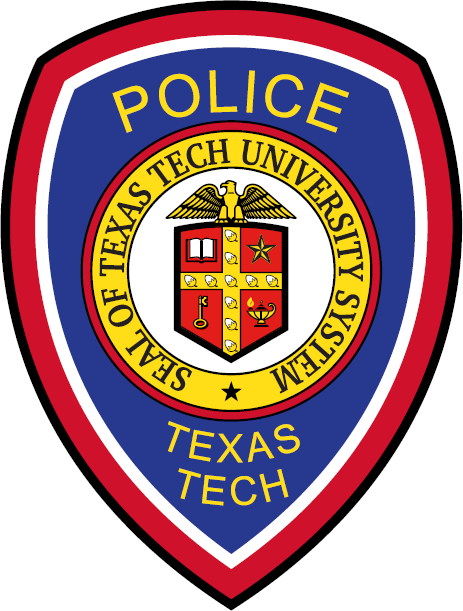 POLICE
SEAL OF TEXAS TECH UNIVERSITY SYSTEM
TEXAS
TECH